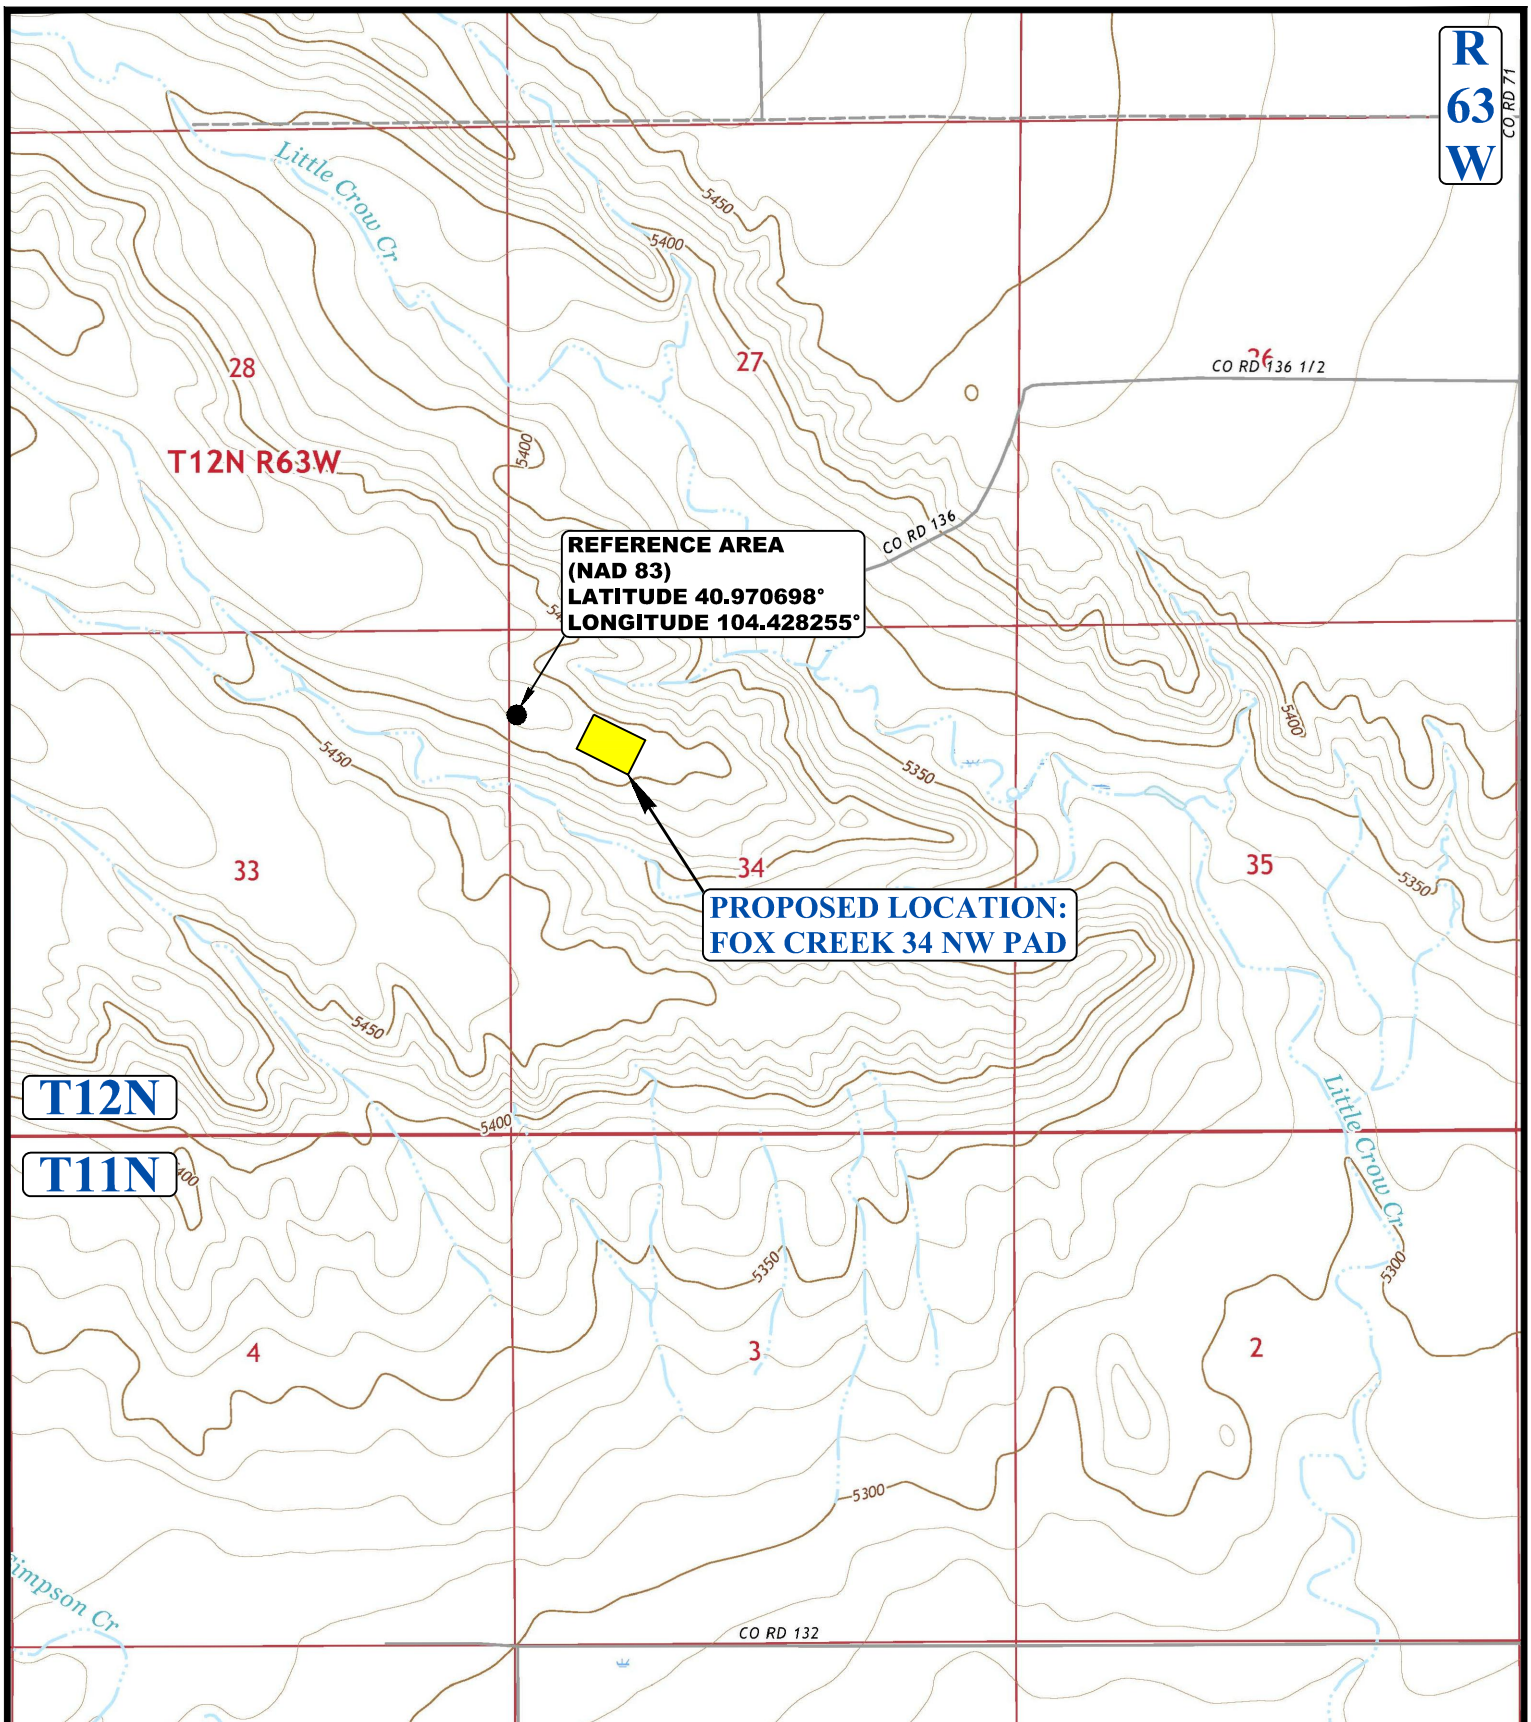 R
63
W
CO RD 71
Little Crow Cr
5450
5400
28
27
26
CO RD 136 1/2
5400
T12N R63W
CO RD 136
REFERENCE AREA
(NAD 83)
LATITUDE 40.970698°
LONGITUDE 104.428255°
5400
5450
5350
33
34
35
5350
PROPOSED LOCATION:
FOX CREEK 34 NW PAD
5450
T12N
5400
Little Crow Cr
T11N
5350
5300
4
3
2
5300
Simpson Cr
CO RD 132